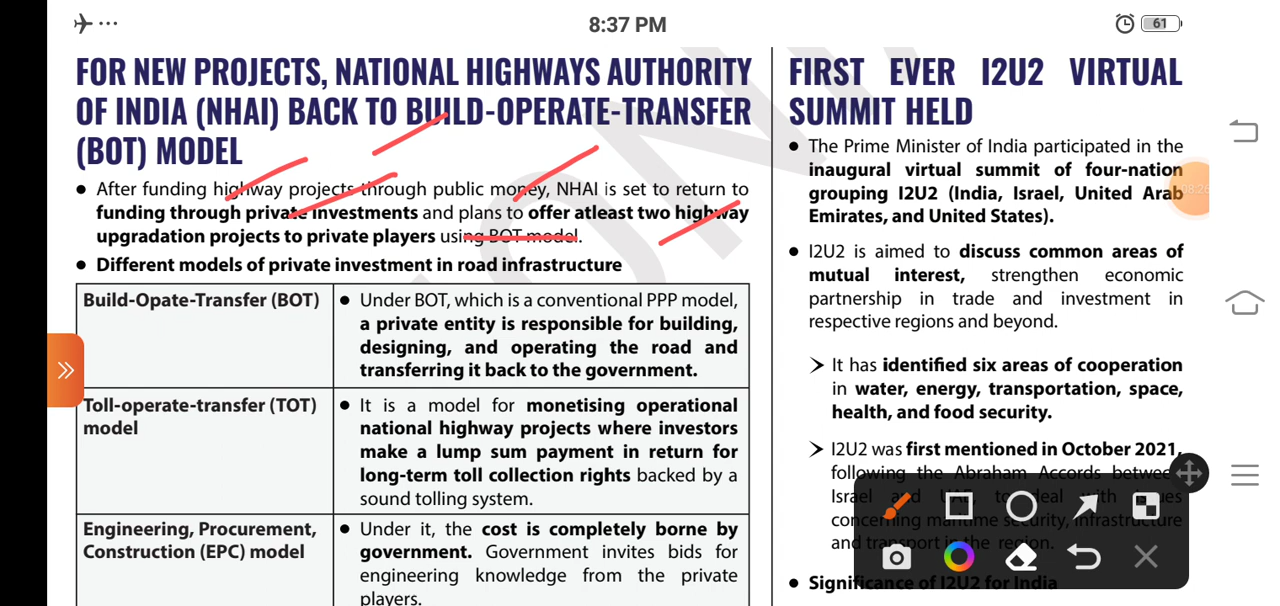 8:37 PM
61
FOR NEW PROJECTS, NATIONAL HIGHWAYS AUTHORITY
OF INDIA (NHAI) BACK TO BUILD-OPERATE-TRANSFER
(BOT) MODEL
• After funding highway projects through public money, NHAI is set to return to
funding through private investments and plans to offer atleast two highway
upgradation projects to private players using BOT model.
• Different models of private investment in road infrastructure
Build-Opate-Transfer (BOT)
• Under BOT, which is a conventional PPP model,
a private entity is responsible for building,
designing, and operating the road and
transferring it back to the government.
Toll-operate-transfer (TOT)
model
• It is a model for monetising operational
national highway projects where investors
make a lump sum payment in return for
long-term toll collection rights backed by a
sound tolling system.
Engineering, Procurement,
Construction (EPC) model
• Under it, the cost is completely borne by
government. Government invites bids for
engineering knowledge from the private
players.
FIRST EVER I2U2 VIRTUAL
SUMMIT HELD
• The Prime Minister of India participated in the
inaugural virtual summit of four-nation
grouping I2U2 (India, Israel, United Arab
Emirates, and United States).
08:26
• I2U2 is aimed to discuss common areas of
mutual interest, strengthen economic
partnership in trade and investment in
respective regions and beyond.
➢ It has identified six areas of cooperation
in water, energy, transportation, space,
health, and food security.
➢ I2U2 was first mentioned in October 2021,
following the Abraham Accords between
Israel and UAE, to deal with issues
concerning maritime security, infrastructure
and transport in the region.
• Significance of I2U2 for India